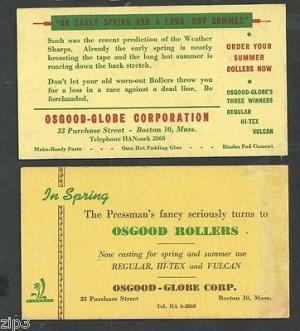 "AN EARLY SPRING AND A LONG, HOT SUMMER"
Such was the recent prediction of the Weather
Sharps. Already the early spring is nearly
breasting the tape and the long hot summer is
roaring down the back stretch.
Don't let your old worn-out Rollers throw you
for a loss in a race against a dead line. Be
forehanded.
ORDER YOUR
SUMMER
ROLLERS NOW
OSGOOD-GLOBE'S
THREE WINNERS
REGULAR
HI-TEX
VULCAN
OSGOOD-GLOBE CORPORATION
33 Purchase Street - Boston 10, Mass.
Telephone HANcock 2868
Make-Ready Paste - Osco Hot Padding Glue - Bindex Pad Cement
In Spring
The Pressman's fancy seriously turns to
OSGOOD ROLLERS
Now casting for spring and summer use
REGULAR, HI-TEX and VULCAN
OSGOOD-GLOBE CORP.
33 Purchase Street Boston 10, Mass.
Tel. HA 6-2868
zip3